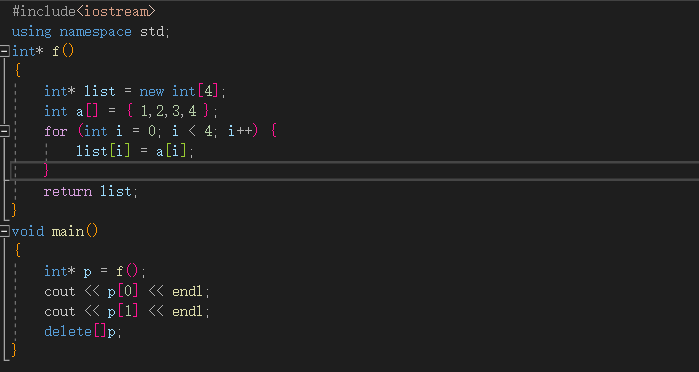 #include<iostream>
using namespace std;
int* f()
{
    int* list = new int[4];
    int a[] = { 1,2,3,4 };
    for (int i = 0; i < 4; i++) {
        list[i] = a[i];
    }
    return list;
}
void main()
{
    int* p = f();
    cout << p[0] << endl;
    cout << p[1] << endl;
    delete[]p;
}